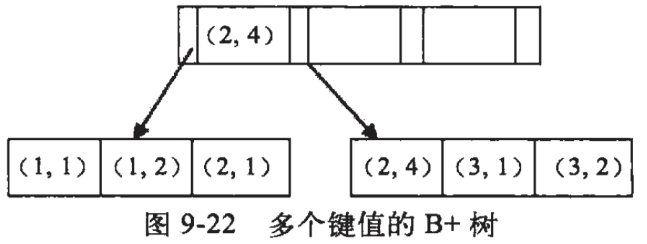 (2, 4)
(1, 1) (1, 2) (2, 1) (2, 4) (3, 1) (3, 2)
图 9-22 多个键值的 B+ 树